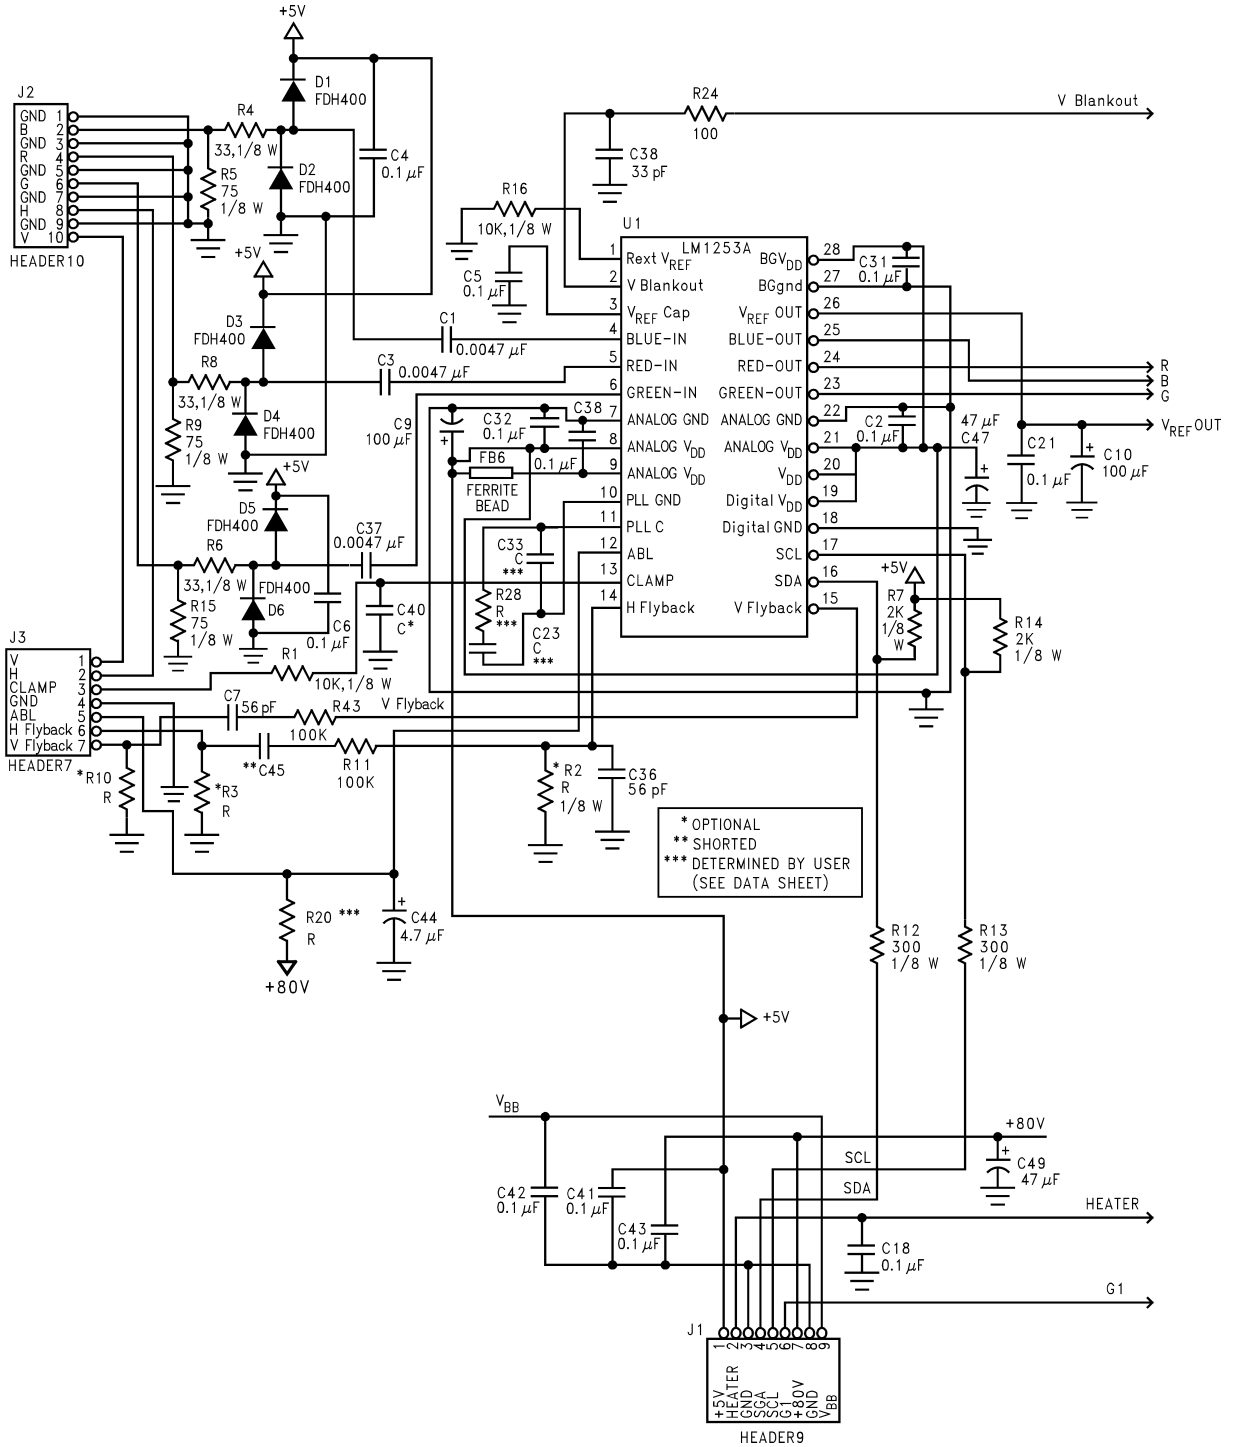 +5V
J2
GND 1
B 2
GND 3
R 4
GND 5
G 6
GND 7
H 8
GND 9
V 10
HEADER10
R4
33,1/8 W
R5
75
1/8 W
D1
FDH400
D2
FDH400
C4
0.1 μF
+5V
D3
FDH400
R8
33,1/8 W
R9
75
1/8 W
D4
FDH400
+5V
D5
FDH400
R6
33,1/8 W
R15
75
1/8 W
FDH400
D6
C6
0.1 μF
C37
0.0047 μF
C1
0.0047 μF
C3
0.0047 μF
R24
100
V Blankout
C38
33 pF
R16
10K,1/8 W
C5
0.1 μF
U1
LM1253A
1 Rext VREF
2 V Blankout
3 VREF Cap
4 BLUE-IN
5 RED-IN
6 GREEN-IN
7 ANALOG GND
8 ANALOG VDD
9 ANALOG VDD
10 PLL GND
11 PLL C
12 ABL
13 CLAMP
14 H Flyback
BGVDD 28
BGgnd 27
VREF OUT 26
BLUE-OUT 25
RED-OUT 24
GREEN-OUT 23
ANALOG GND 22
ANALOG VDD 21
VDD 20
Digital VDD 19
Digital GND 18
SCL 17
SDA 16
V Flyback 15
C31
0.1 μF
R
B
G
C9
100 μF
+
C32
0.1 μF
C38
0.1 μF
FB6
FERRITE
BEAD
C2
0.1 μF
47 μF
C47
+
C21
0.1 μF
+
C10
100 μF
VREF OUT
C33
C
***
R28
R
***
C23
C
***
C40
C*
+5V
R7
2K
1/8
W
R14
2K
1/8 W
J3
V 1
H 2
CLAMP 3
GND 4
ABL 5
H Flyback 6
V Flyback 7
HEADER7
R1
10K,1/8 W
C7
56 pF
R43
100K
V Flyback
**C45
R11
100K
*R10
R
*R3
R
*R2
R
1/8 W
C36
56 pF
* OPTIONAL
** SHORTED
*** DETERMINED BY USER
(SEE DATA SHEET)
R20 ***
R
+80V
+
C44
4.7 μF
R12
300
1/8 W
R13
300
1/8 W
+5V
VBB
+80V
+
C49
47 μF
SCL
SDA
C42
0.1 μF
C41
0.1 μF
C43
0.1 μF
HEATER
C18
0.1 μF
G1
J1
1 2 3 4 5 6 7 8 9
+5V
HEATER
GND
SGA
SCL
G1
+80V
GND
VBB
HEADER9